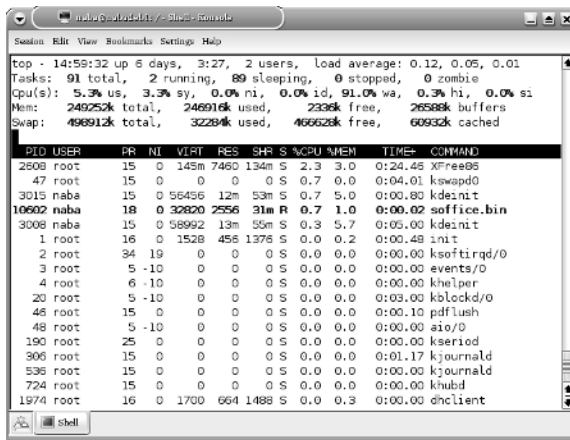 naba@nabadeb1: / - Shell - Konsole
Session Edit View Bookmarks Settings Help
top - 14:59:32 up 6 days, 3:27, 2 users, load average: 0.12, 0.05, 0.01
Tasks: 91 total, 2 running, 89 sleeping, 0 stopped, 0 zombie
Cpu(s): 5.3% us, 3.3% sy, 0.0% ni, 0.0% id, 91.0% wa, 0.3% hi, 0.0% si
Mem: 249252k total, 246916k used, 2336k free, 26588k buffers
Swap: 498912k total, 32284k used, 466628k free, 60932k cached
PID USER PR NI VIRT RES SHR S %CPU %MEM TIME+ COMMAND
2608 root 15 0 145m 7460 134m S 2.3 3.0 0:24.46 XFree86
47 root 15 0 0 0 0 S 0.7 0.0 0:04.01 kswapd0
3015 naba 15 0 56456 12m 53m S 0.7 5.0 0:00.80 kdeinit
10602 naba 18 0 32820 2556 31m R 0.7 1.0 0:00.02 soffice.bin
3008 naba 15 0 58992 13m 55m S 0.3 5.7 0:05.00 kdeinit
1 root 16 0 1528 456 1376 S 0.0 0.2 0:00.48 init
2 root 34 19 0 0 0 S 0.0 0.0 0:00.00 ksoftirqd/0
3 root 5 -10 0 0 0 S 0.0 0.0 0:00.00 events/0
4 root 6 -10 0 0 0 S 0.0 0.0 0:00.00 khelper
20 root 5 -10 0 0 0 S 0.0 0.0 0:03.00 kblockd/0
46 root 15 0 0 0 0 S 0.0 0.0 0:00.10 pdflush
48 root 5 -10 0 0 0 S 0.0 0.0 0:00.00 aio/0
190 root 25 0 0 0 0 S 0.0 0.0 0:00.00 kseriod
306 root 15 0 0 0 0 S 0.0 0.0 0:01.17 kjournald
536 root 15 0 0 0 0 S 0.0 0.0 0:00.00 kjournald
724 root 15 0 0 0 0 S 0.0 0.0 0:00.00 khubd
1974 root 16 0 1700 664 1488 S 0.0 0.3 0:00.00 dhclient
Shell